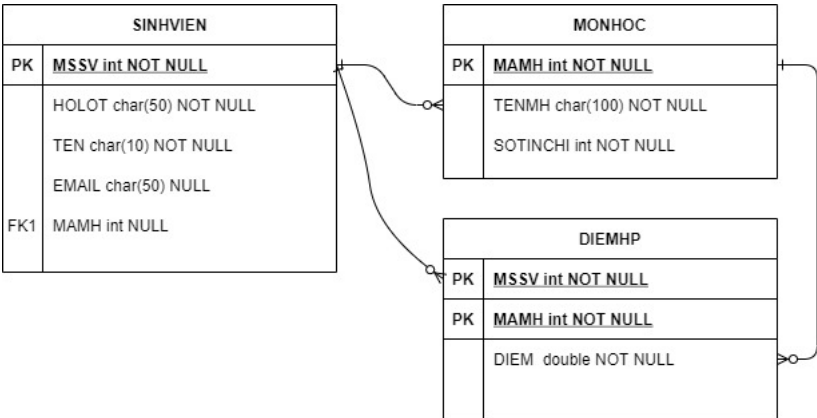 SINHVIEN
PK MSSV int NOT NULL
HOLOT char(50) NOT NULL
TEN char(10) NOT NULL
EMAIL char(50) NULL
FK1 MAMH int NULL
MONHOC
PK MAMH int NOT NULL
TENMH char(100) NOT NULL
SOTINCHI int NOT NULL
DIEMHP
PK MSSV int NOT NULL
PK MAMH int NOT NULL
DIEM double NOT NULL